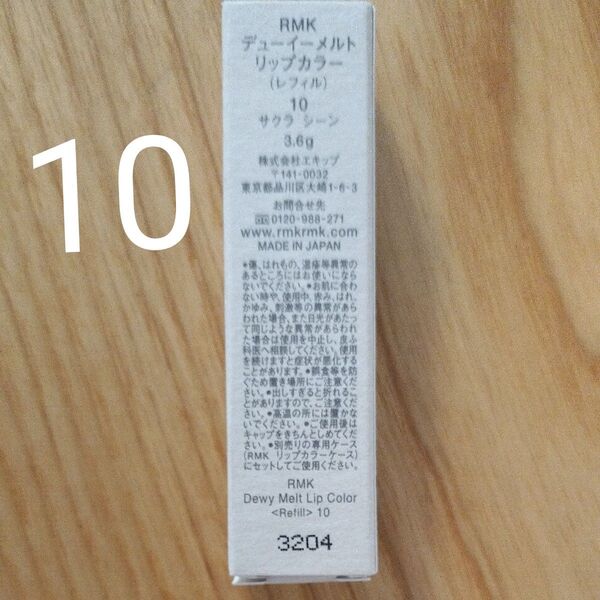 10
RMK
デューイーメルト
リップカラー
(レフィル)
10
サクラ シーン
3.6g
株式会社エキップ
〒141-0032
東京都品川区大崎1-6-3
お問合せ先
0120-988-271
www.rmkrmk.com
MADE IN JAPAN
●傷、はれもの、湿疹等異常の
あるところにはお使いになら
ないでください。●お肌に合わ
ない時や、使用中、赤み、はれ、
かゆみ、刺激等の異常があら
われた場合、また日光があたっ
て同じような異常があらわれ
た場合は使用を中止し、皮ふ
科医へ相談してください。使用
を続けますと症状が悪化する
ことがあります。●誤食等を防
ぐため置き場所にご注意くだ
さい。●出しすぎると折れるこ
とがありますので、ご注意くだ
さい。●高温の所には置かな
いでください。●ご使用後は
キャップをきちんとしめてくだ
さい。●別売りの専用ケース
(RMK リップカラーケース)
にセットしてご使用ください。
RMK
Dewy Melt Lip Color
<Refill> 10
3204